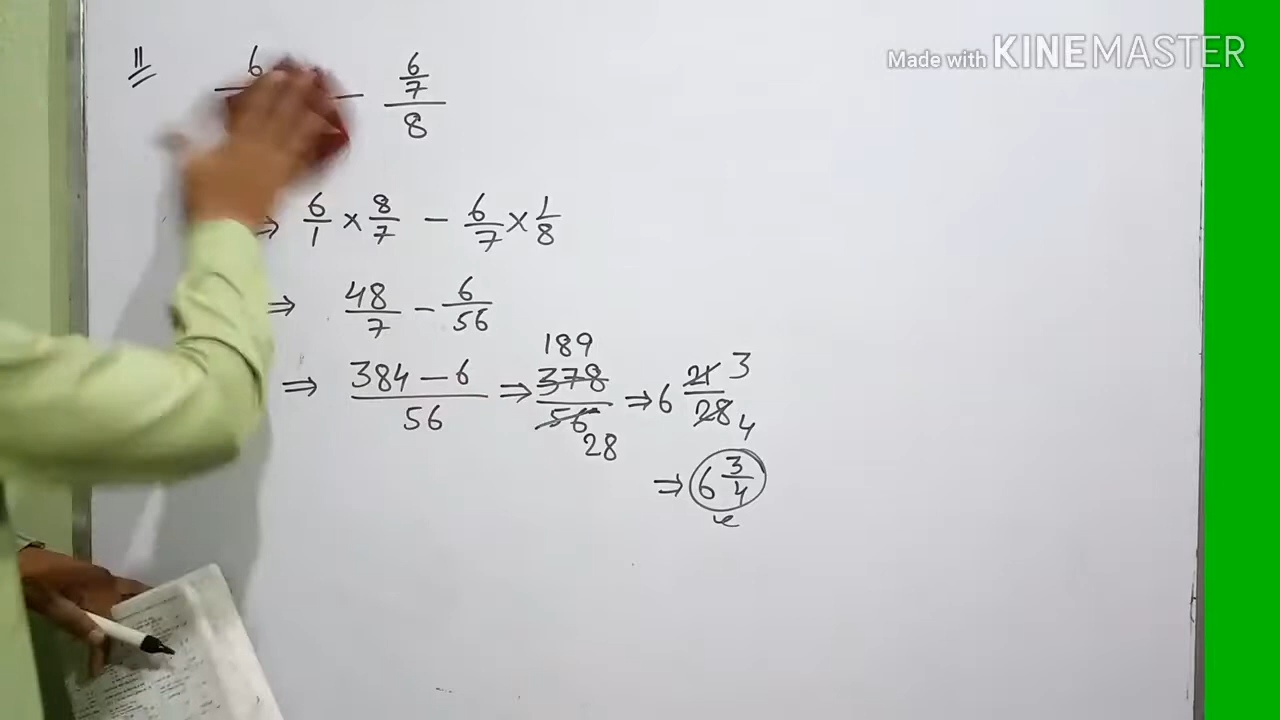 Made with KINEMASTER
11
6 — 6/7/8
⇒ 6/1 × 8/7 − 6/7 × 1/8
⇒ 48/7 − 6/56
189
⇒ 384 − 6/56 ⇒ 378/56 ⇒ 6 21/28 3 4
28
⇒ 6 3/4